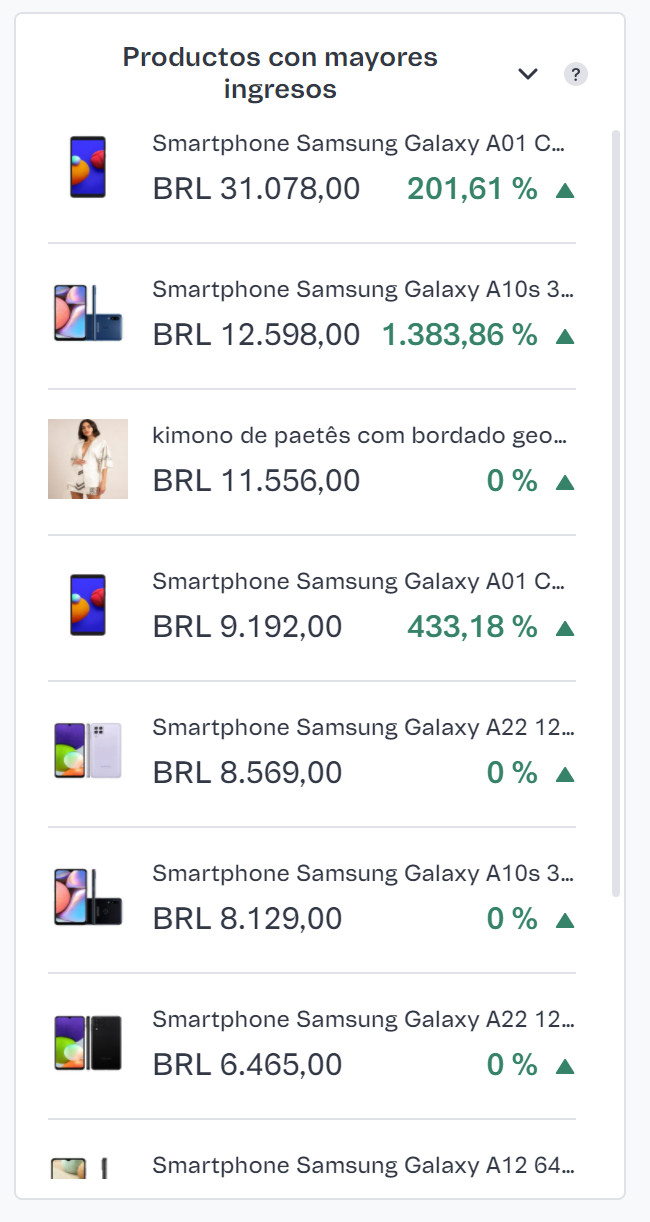 Productos con mayores
ingresos
?
Smartphone Samsung Galaxy A01 C...
BRL 31.078,00 201,61 % ▲
Smartphone Samsung Galaxy A10s 3...
BRL 12.598,00 1.383,86 % ▲
kimono de paetês com bordado geo...
BRL 11.556,00 0 % ▲
Smartphone Samsung Galaxy A01 C...
BRL 9.192,00 433,18 % ▲
Smartphone Samsung Galaxy A22 12...
BRL 8.569,00 0 % ▲
Smartphone Samsung Galaxy A10s 3...
BRL 8.129,00 0 % ▲
Smartphone Samsung Galaxy A22 12...
BRL 6.465,00 0 % ▲
Smartphone Samsung Galaxy A12 64...